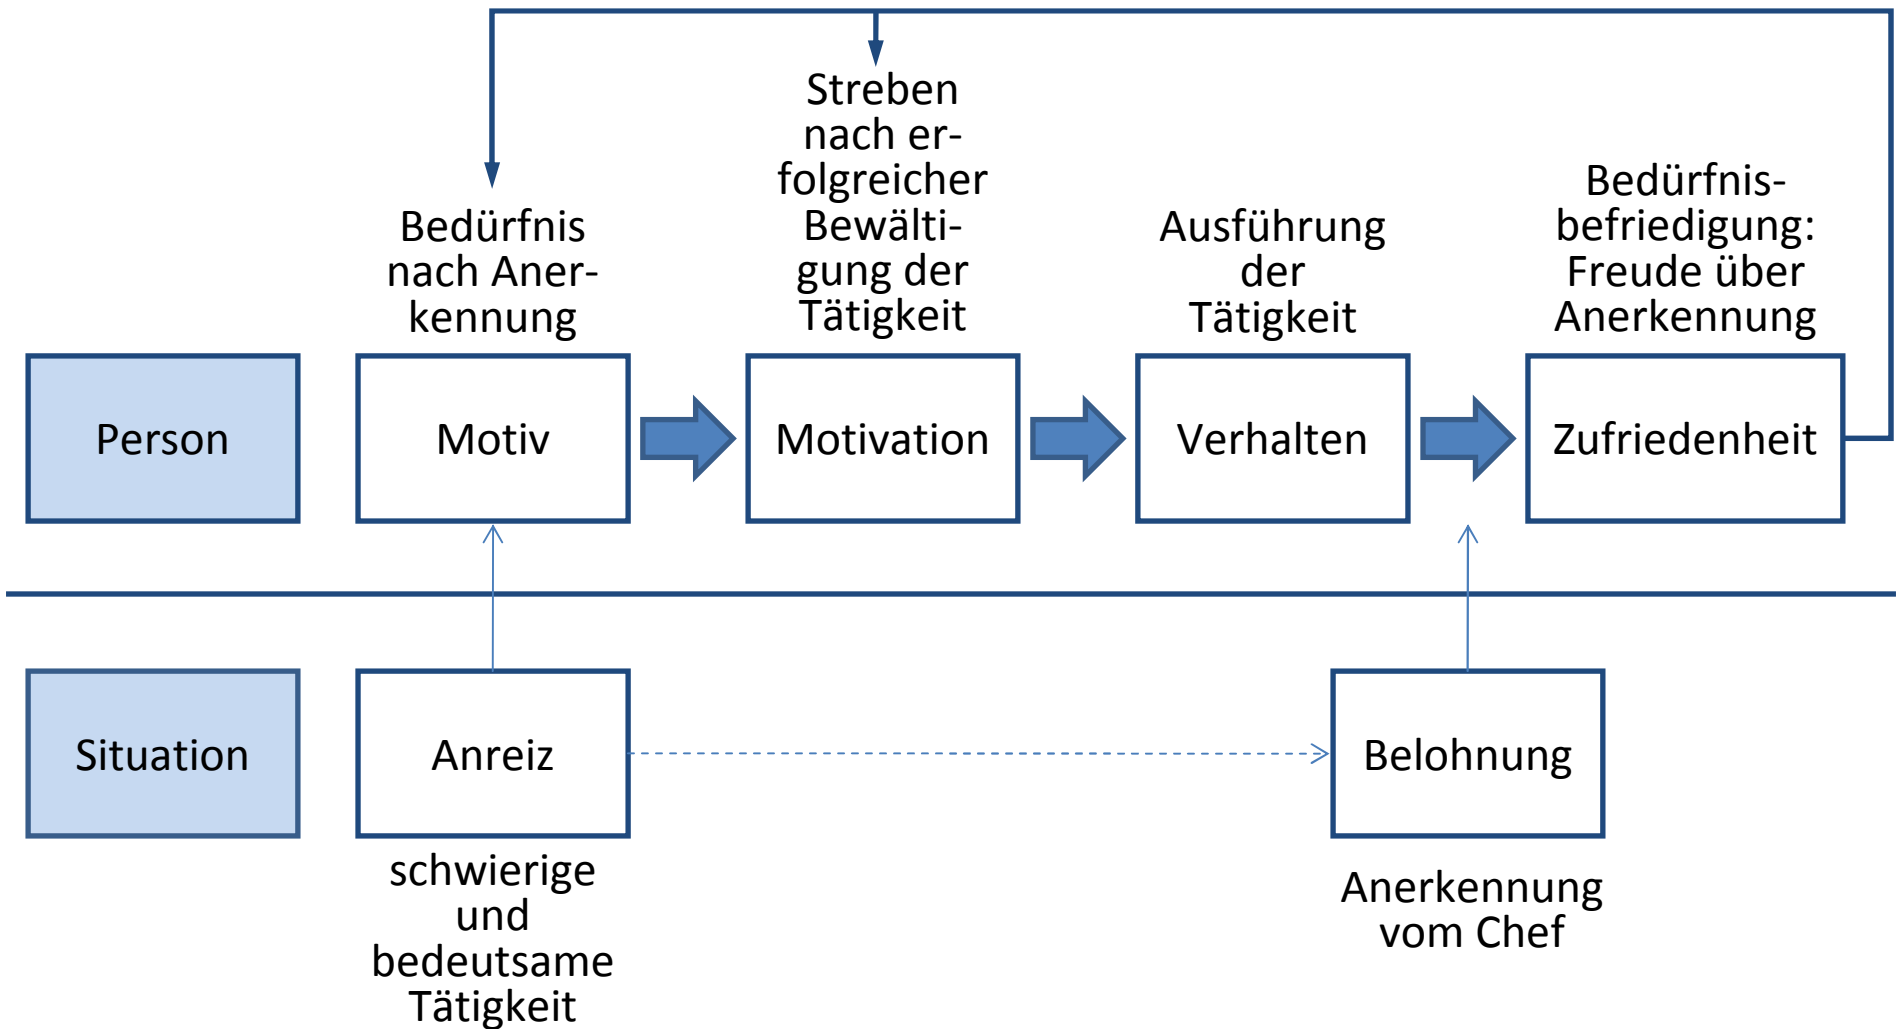 Bedürfnis
nach Aner-
kennung
Streben
nach er-
folgreicher
Bewälti-
gung der
Tätigkeit
Ausführung
der
Tätigkeit
Bedürfnis-
befriedigung:
Freude über
Anerkennung
Person
Motiv
Motivation
Verhalten
Zufriedenheit
Situation
Anreiz
Belohnung
schwierige
und
bedeutsame
Tätigkeit
Anerkennung
vom Chef